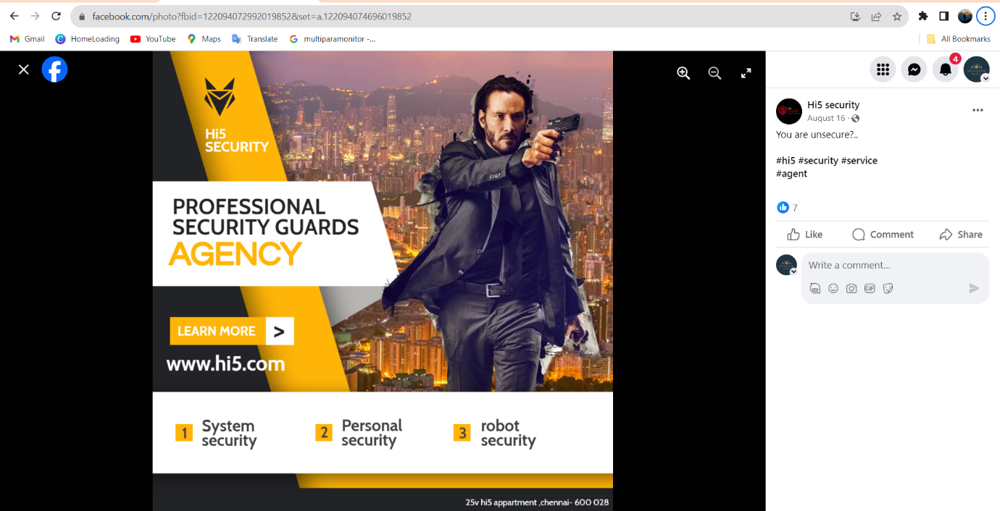 facebook.com/photo?fbid=122094072992019852&set=a.122094074696019852
Gmail
HomeLoading
YouTube
Maps
Translate
multiparamonitor -...
All Bookmarks
Hi5
SECURITY
PROFESSIONAL
SECURITY GUARDS
AGENCY
LEARN MORE >
www.hi5.com
1 System
security
2 Personal
security
3 robot
security
25v hi5 appartment ,chennai- 600 028
4
Hi5 security
August 16 ·
You are unsecure?..
#hi5 #security #service
#agent
7
Like
Comment
Share
Write a comment...
GIF